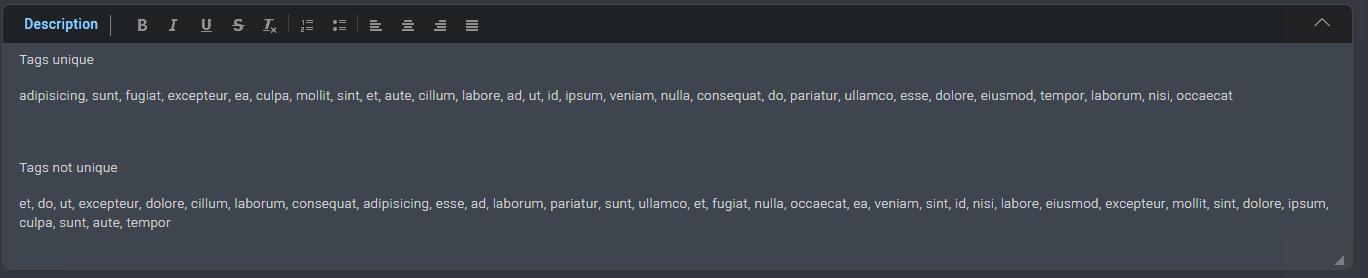 Description B I U S Tx
Tags unique
adipisicing, sunt, fugiat, excepteur, ea, culpa, mollit, sint, et, aute, cillum, labore, ad, ut, id, ipsum, veniam, nulla, consequat, do, pariatur, ullamco, esse, dolore, eiusmod, tempor, laborum, nisi, occaecat
Tags not unique
et, do, ut, excepteur, dolore, cillum, laborum, consequat, adipisicing, esse, ad, laborum, pariatur, sunt, ullamco, et, fugiat, nulla, occaecat, ea, veniam, sint, id, nisi, labore, eiusmod, excepteur, mollit, sint, dolore, ipsum,
culpa, sunt, aute, tempor